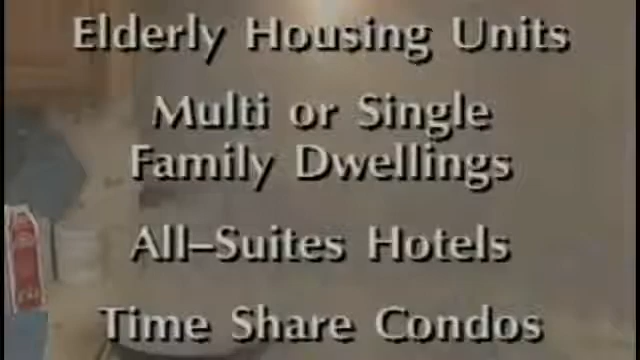 Elderly Housing Units
Multi or Single
Family Dwellings
All–Suites Hotels
Time Share Condos